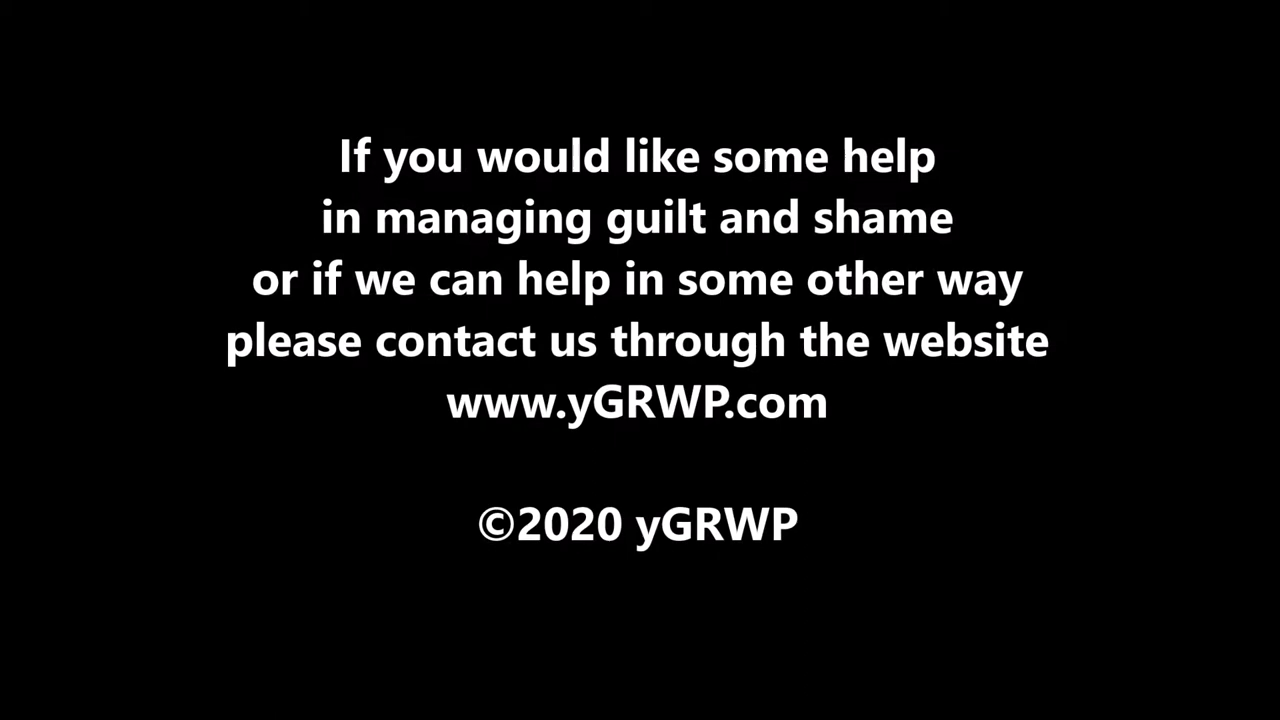 If you would like some help
in managing guilt and shame
or if we can help in some other way
please contact us through the website
www.yGRWP.com
©2020 yGRWP